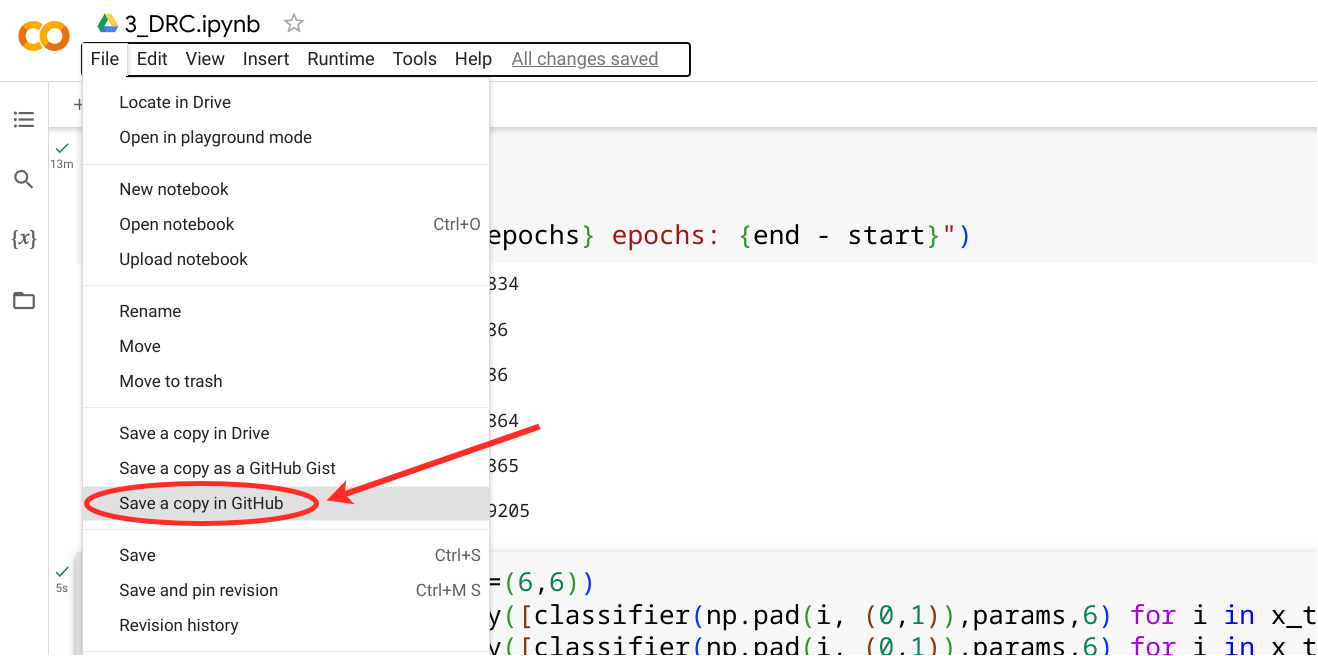 3_DRC.ipynb
File Edit View Insert Runtime Tools Help All changes saved
+
Locate in Drive
Open in playground mode
13m
New notebook
Open notebook Ctrl+O
Upload notebook
{x}
epochs} epochs: {end - start}")
834
Rename
86
Move
86
Move to trash
864
Save a copy in Drive
865
Save a copy as a GitHub Gist
Save a copy in GitHub
9205
Save Ctrl+S
5s
=(6,6))
Save and pin revision Ctrl+M S
y([classifier(np.pad(i, (0,1)),params,6) for i in x_t
Revision history
y([classifier(np.pad(i, (0,1)),params,6) for i in x_t